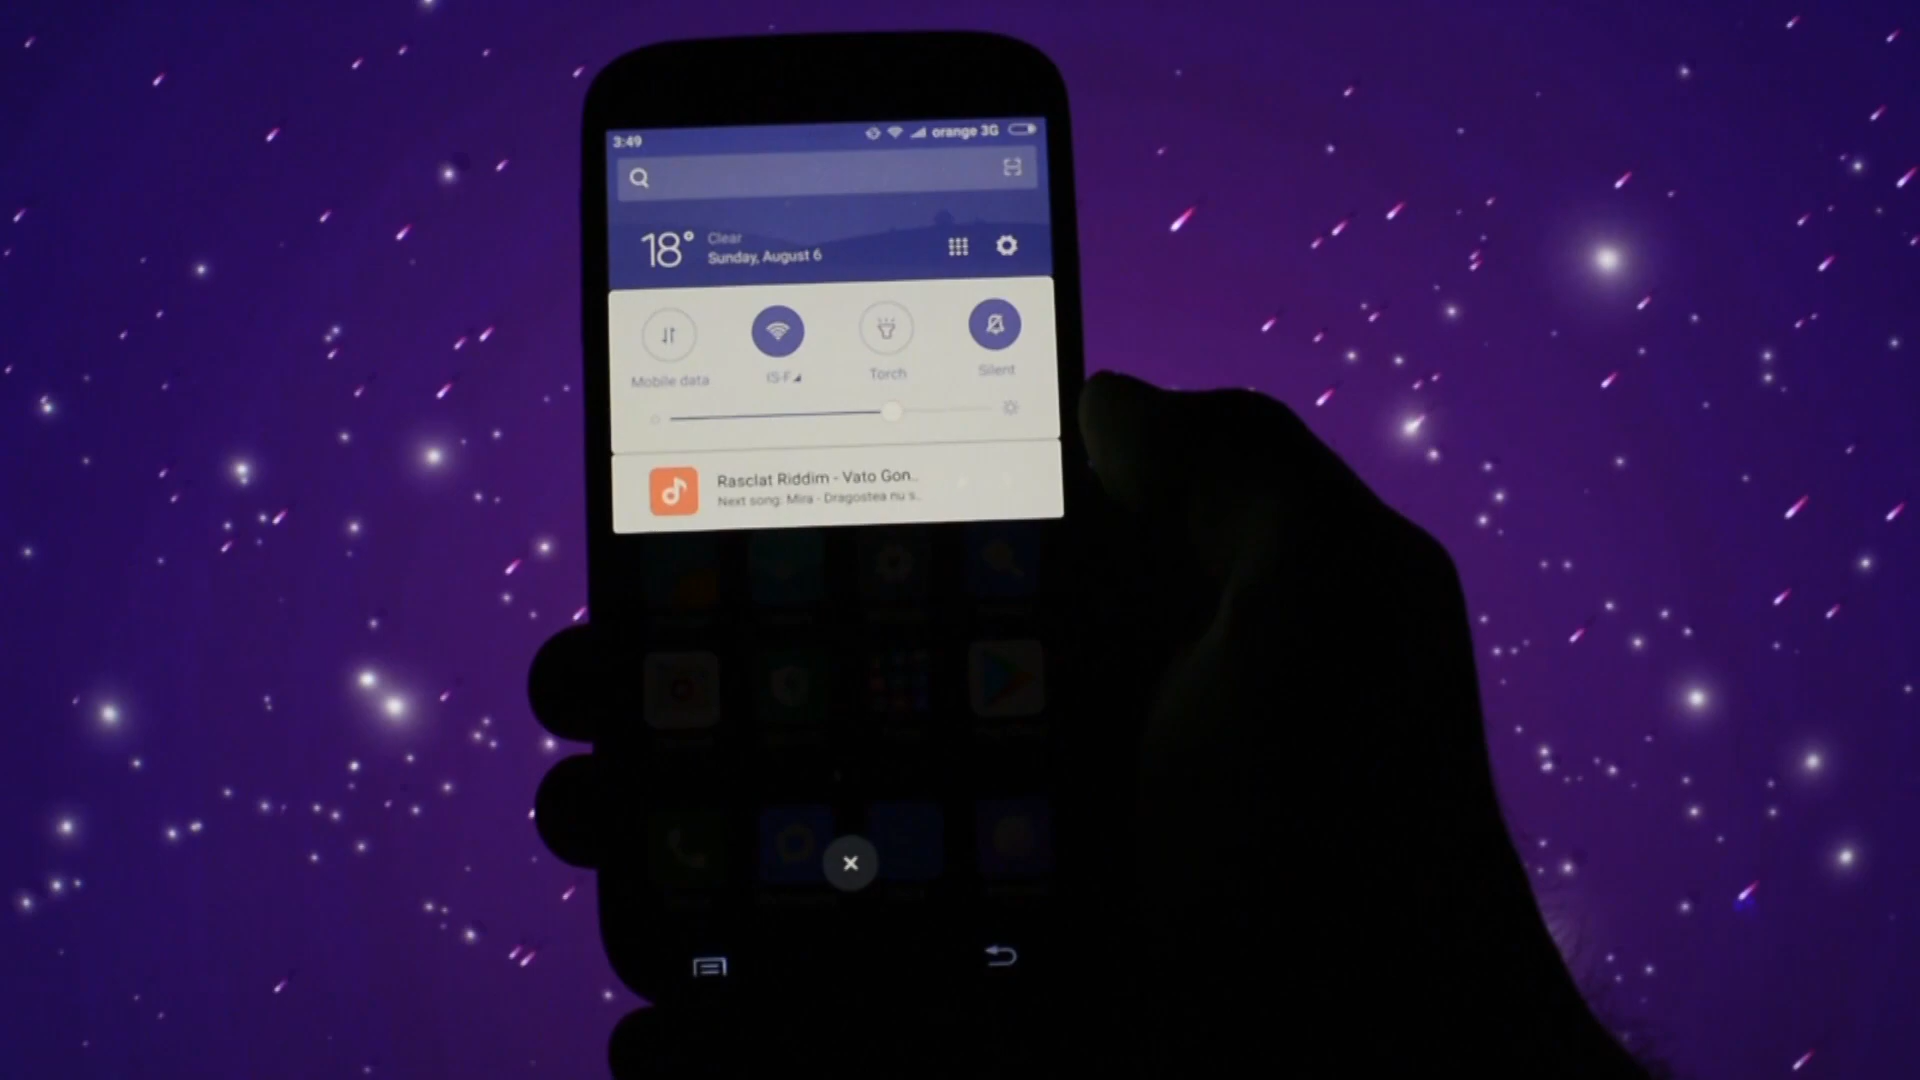 3:49
orange 3G
18°
Clear
Sunday, August 6
Mobile data
IS-F
Torch
Silent
Rasclat Riddim - Vato Gon..
Next song: Mira - Dragostea nu s..